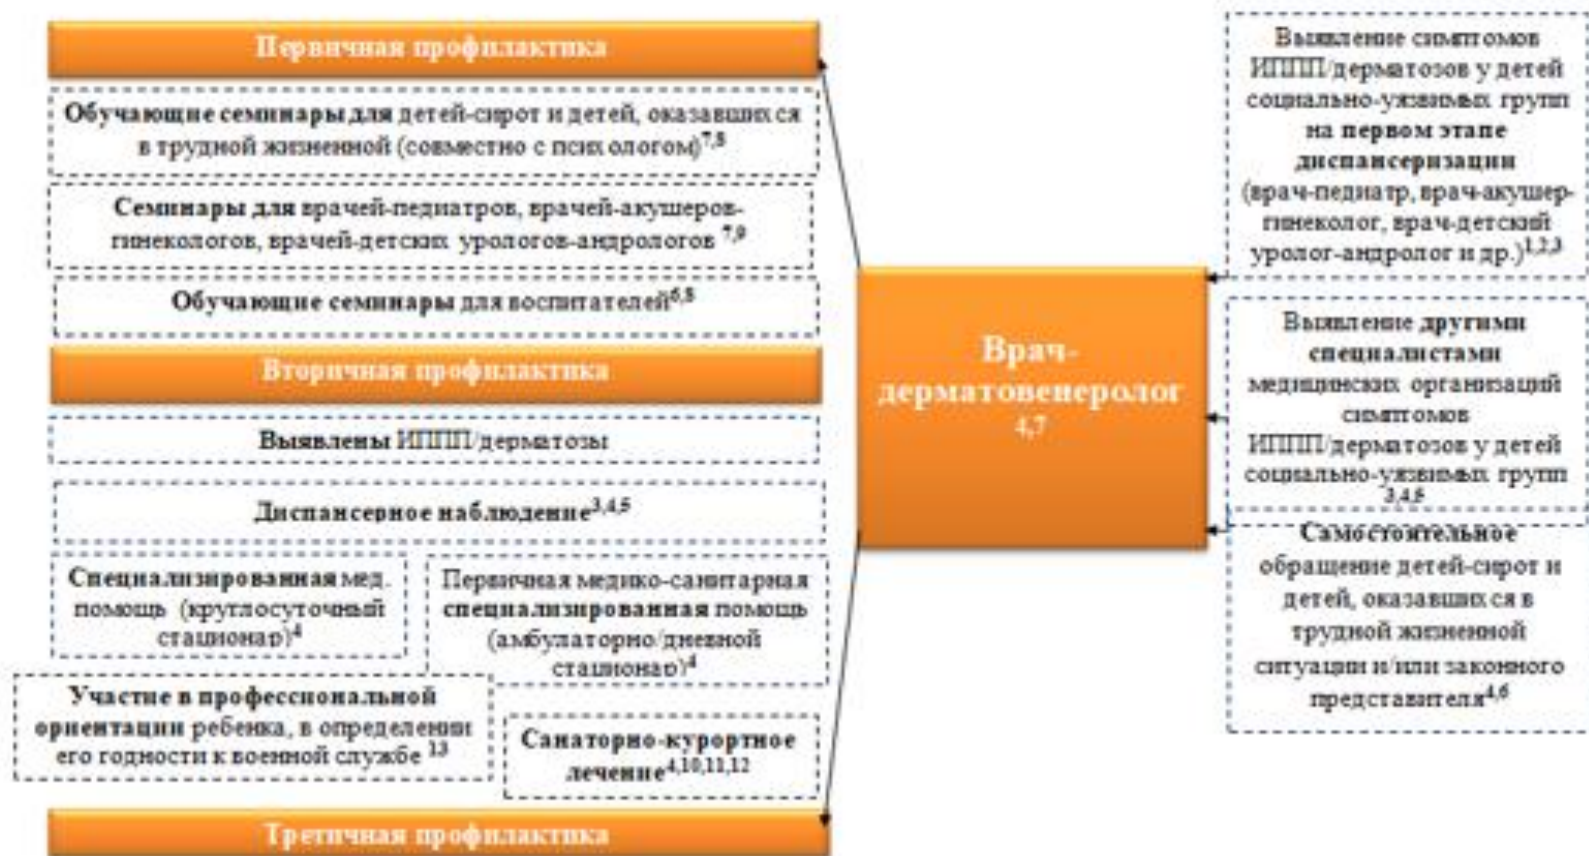 Первичная профилактика
Обучающие семинары для детей-сирот и детей, оказавшихся
в трудной жизненной (совместно с психологом)7,8
Семинары для врачей-педиатров, врачей-акушеров-
гинекологов, врачей-детских урологов-андрологов 7,9
Обучающие семинары для воспитателей6,8
Вторичная профилактика
Выявлены ИППП/дерматозы
Диспансерное наблюдение3,4,5
Специализированная мед.
помощь (круглосуточный
стационар)4
Первичная медико-санитарная
специализированная помощь
(амбулаторно/дневной
стационар)4
Участие в профессиональной
ориентации ребенка, в определении
его годности к военной службе 13
Санаторно-курортное
лечение4,10,11,12
Третичная профилактика
Врач-
дерматовенеролог
4,7
Выявление симптомов
ИППП/дерматозов у детей
социально-уязвимых групп
на первом этапе
диспансеризации
(врач-педиатр, врач-акушер-
гинеколог, врач-детский
уролог-андролог и др.)1,2,3
Выявление другими
специалистами
медицинских организаций
симптомов
ИППП/дерматозов у детей
социально-уязвимых групп
3,4,6
Самостоятельное
обращение детей-сирот и
детей, оказавшихся в
трудной жизненной
ситуации и/или законного
представителя4,6